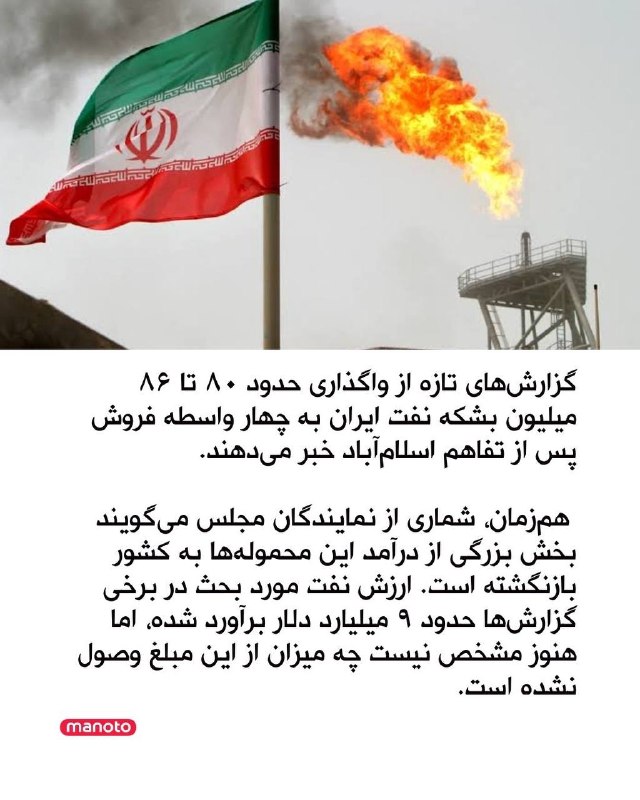 گزارش‌های تازه از واگذاری حدود ۸۰ تا ۸۶
میلیون بشکه نفت ایران به چهار واسطه فروش
پس از تفاهم اسلام‌آباد خبر می‌دهند.
هم‌زمان، شماری از نمایندگان مجلس می‌گویند
بخش بزرگی از درآمد این محموله‌ها به کشور
بازنگشته است. ارزش نفت مورد بحث در برخی
گزارش‌ها حدود ۹ میلیارد دلار برآورد شده، اما
هنوز مشخص نیست چه میزان از این مبلغ وصول
نشده است.
manoto